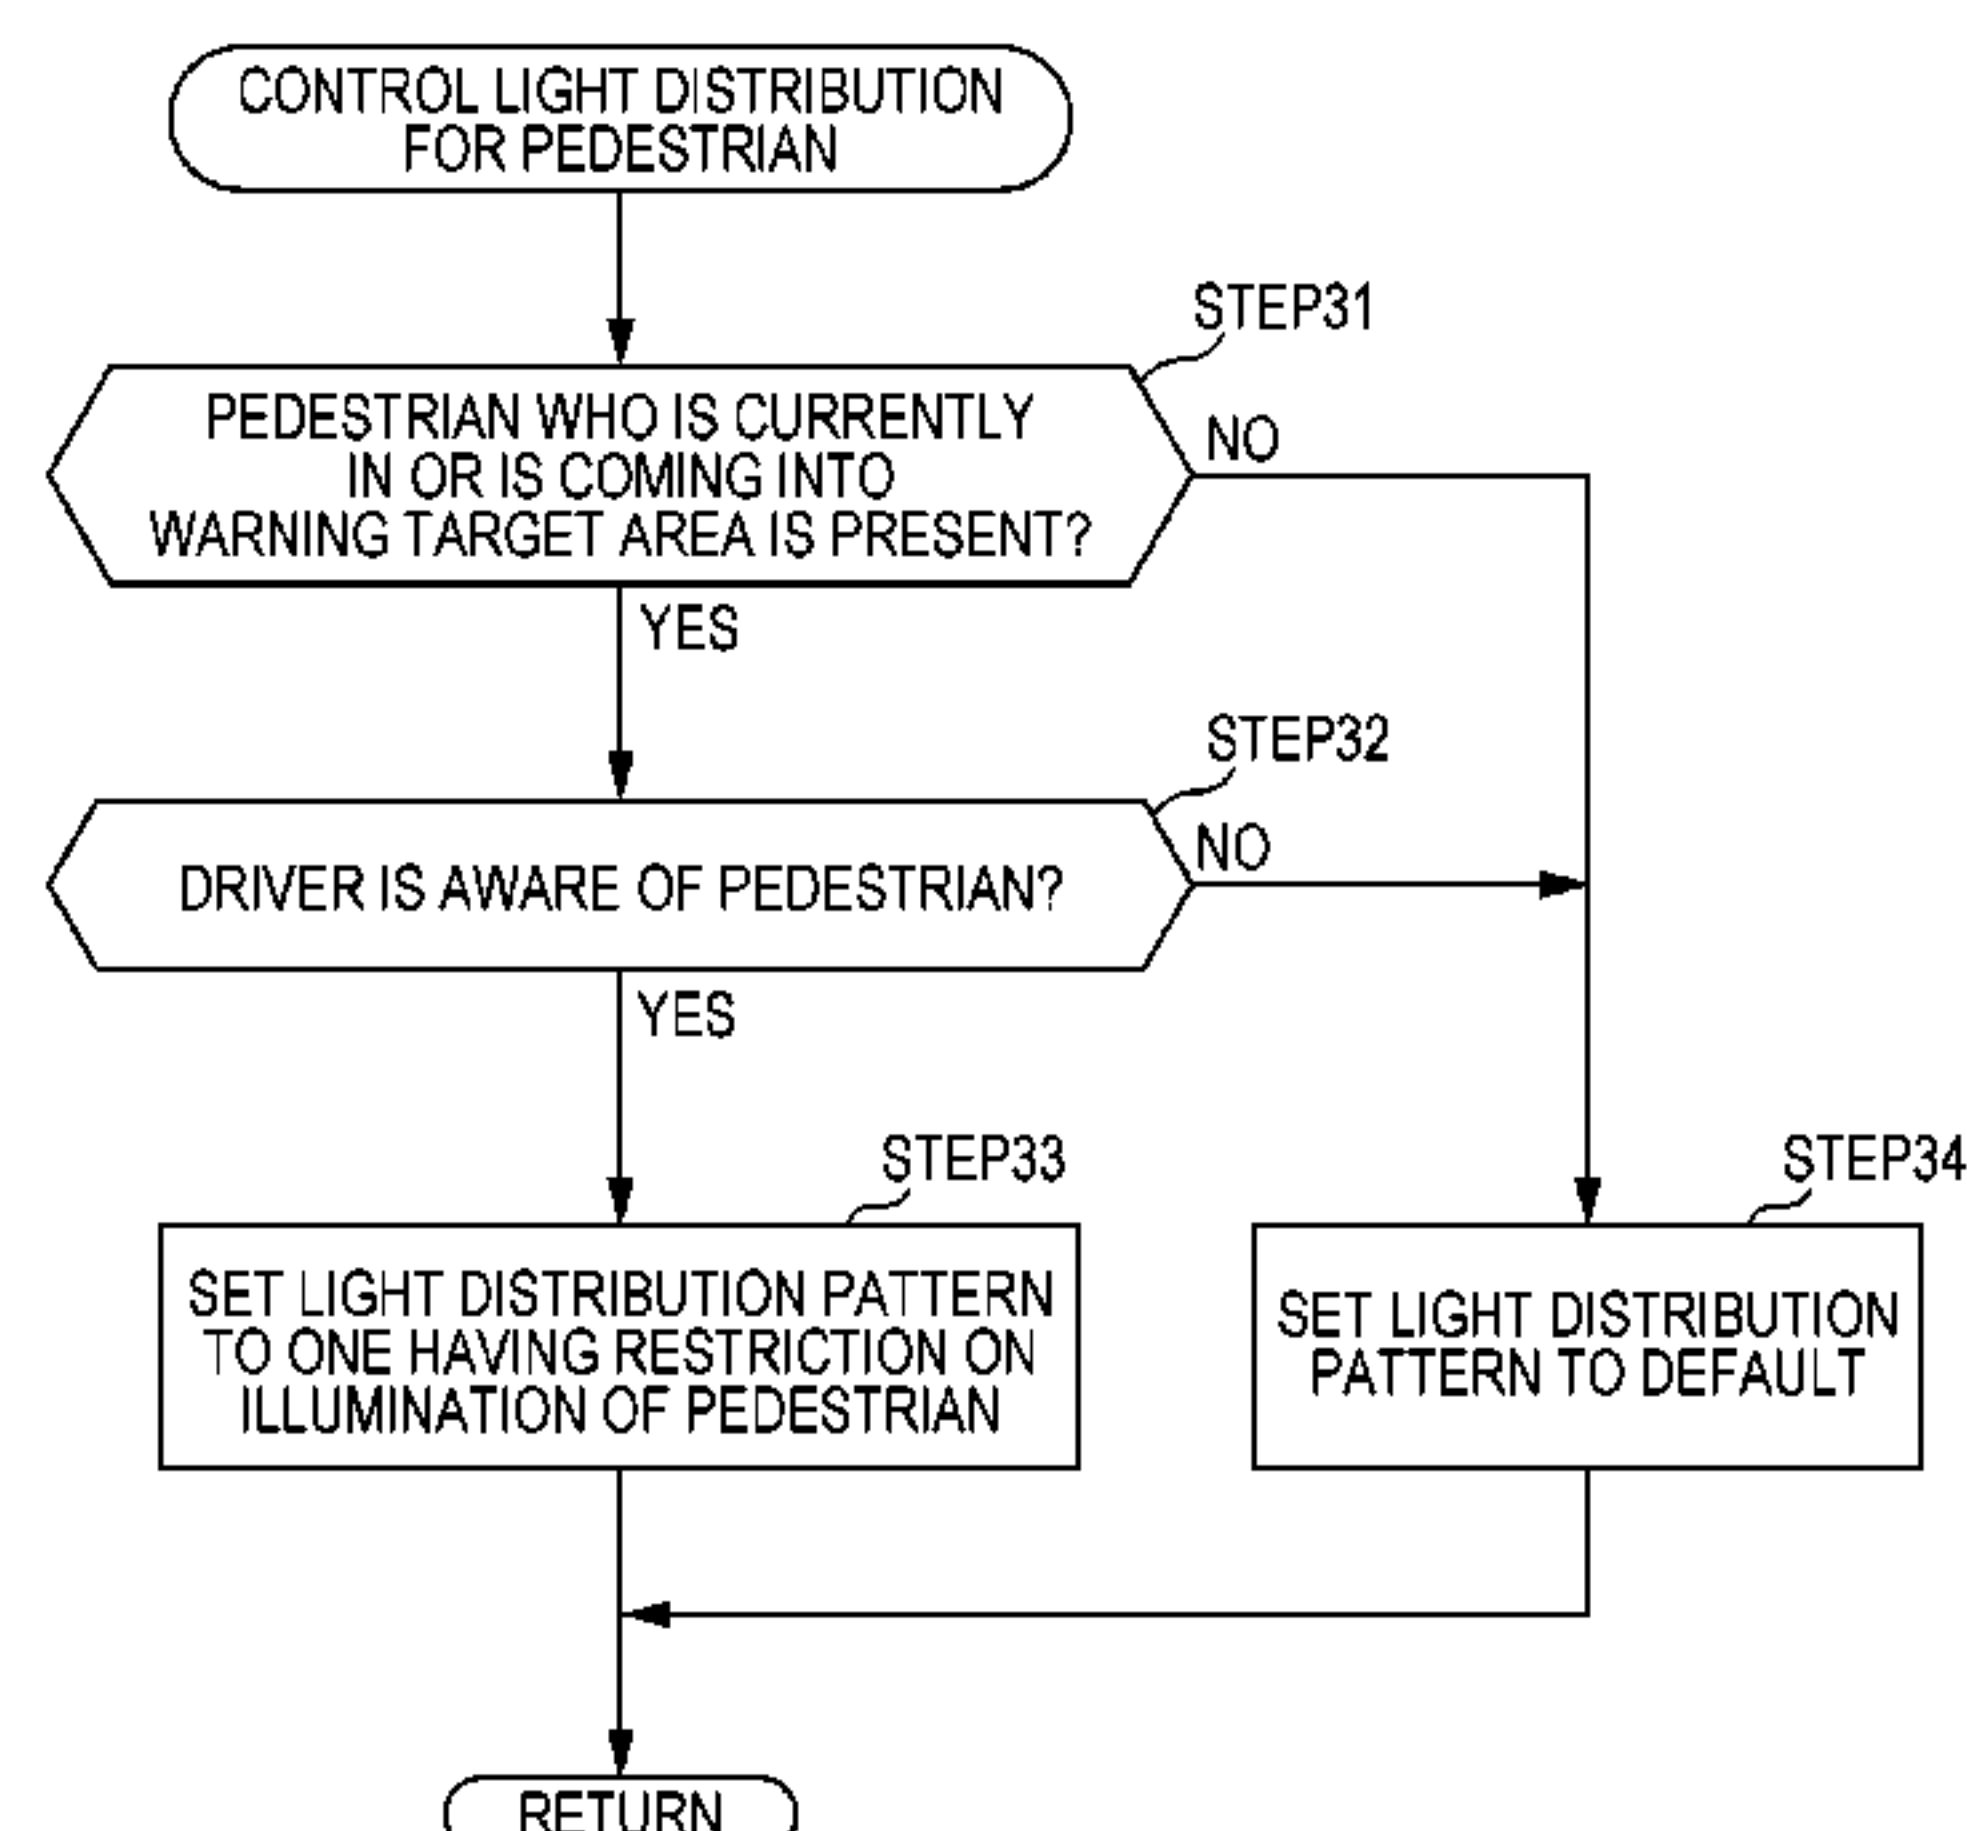 CONTROL LIGHT DISTRIBUTION
FOR PEDESTRIAN
STEP31
PEDESTRIAN WHO IS CURRENTLY
IN OR IS COMING INTO
WARNING TARGET AREA IS PRESENT?
NO
YES
STEP32
DRIVER IS AWARE OF PEDESTRIAN?
NO
YES
STEP33
SET LIGHT DISTRIBUTION PATTERN
TO ONE HAVING RESTRICTION ON
ILLUMINATION OF PEDESTRIAN
STEP34
SET LIGHT DISTRIBUTION
PATTERN TO DEFAULT
RETURN